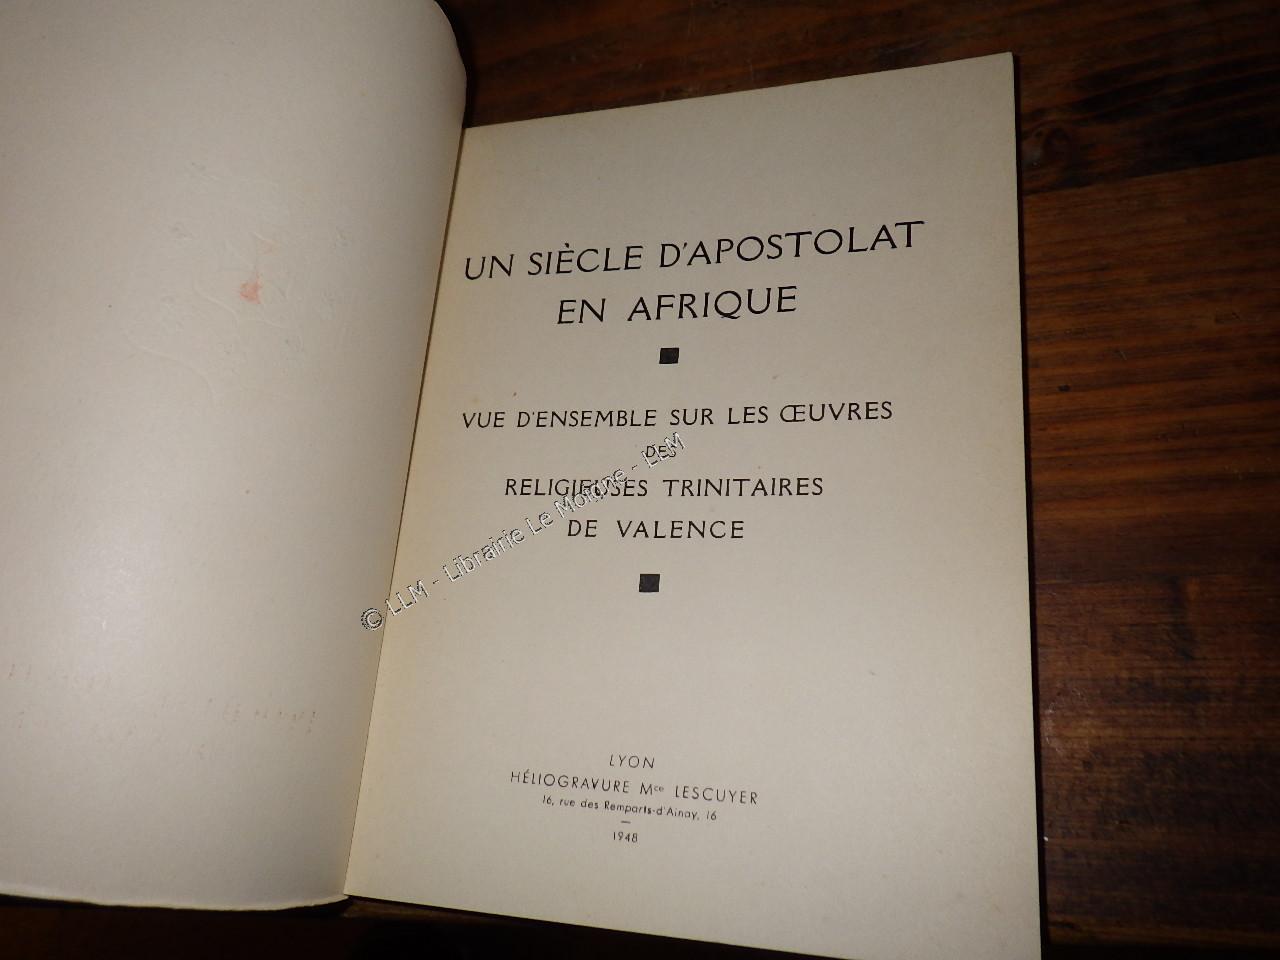 UN SIÈCLE D'APOSTOLAT
EN AFRIQUE
VUE D'ENSEMBLE SUR LES ŒUVRES
DES
RELIGIEUSES TRINITAIRES
DE VALENCE
© LLM - Librairie Le Moigne - LLM
LYON
HÉLIOGRAVURE Mce LESCUYER
16, rue des Remparts-d'Ainay, 16
1948